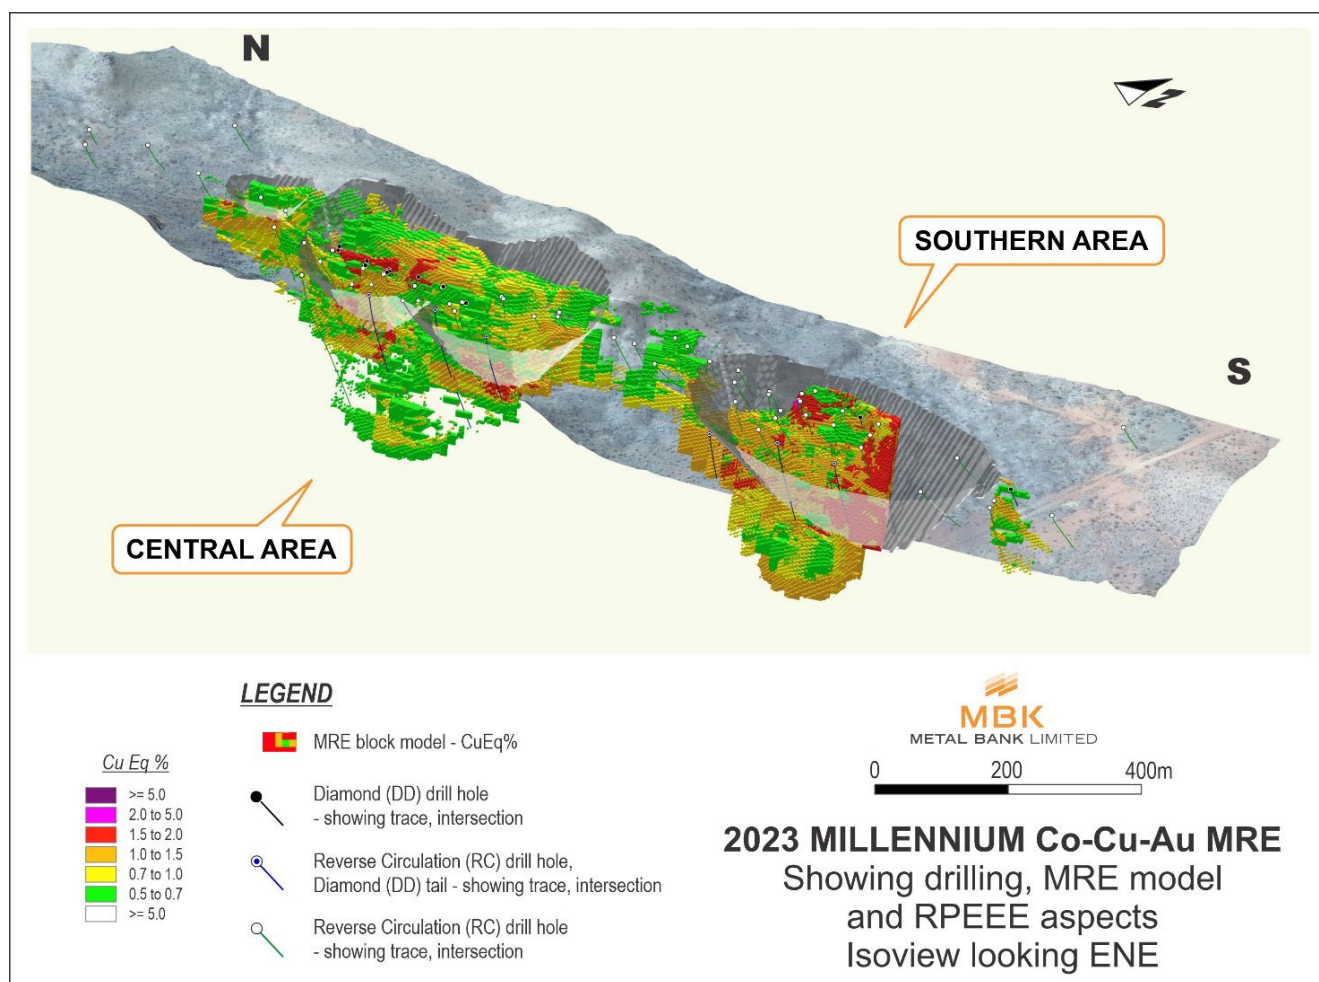 N
SOUTHERN AREA
S
CENTRAL AREA
LEGEND
MRE block model - CuEq%
Cu Eq %
>= 5.0
2.0 to 5.0
1.5 to 2.0
1.0 to 1.5
0.7 to 1.0
0.5 to 0.7
>= 5.0
Diamond (DD) drill hole
- showing trace, intersection
Reverse Circulation (RC) drill hole,
Diamond (DD) tail - showing trace, intersection
Reverse Circulation (RC) drill hole
- showing trace, intersection
MBK
METAL BANK LIMITED
0 200 400m
2023 MILLENNIUM Co-Cu-Au MRE
Showing drilling, MRE model
and RPEEE aspects
Isoview looking ENE